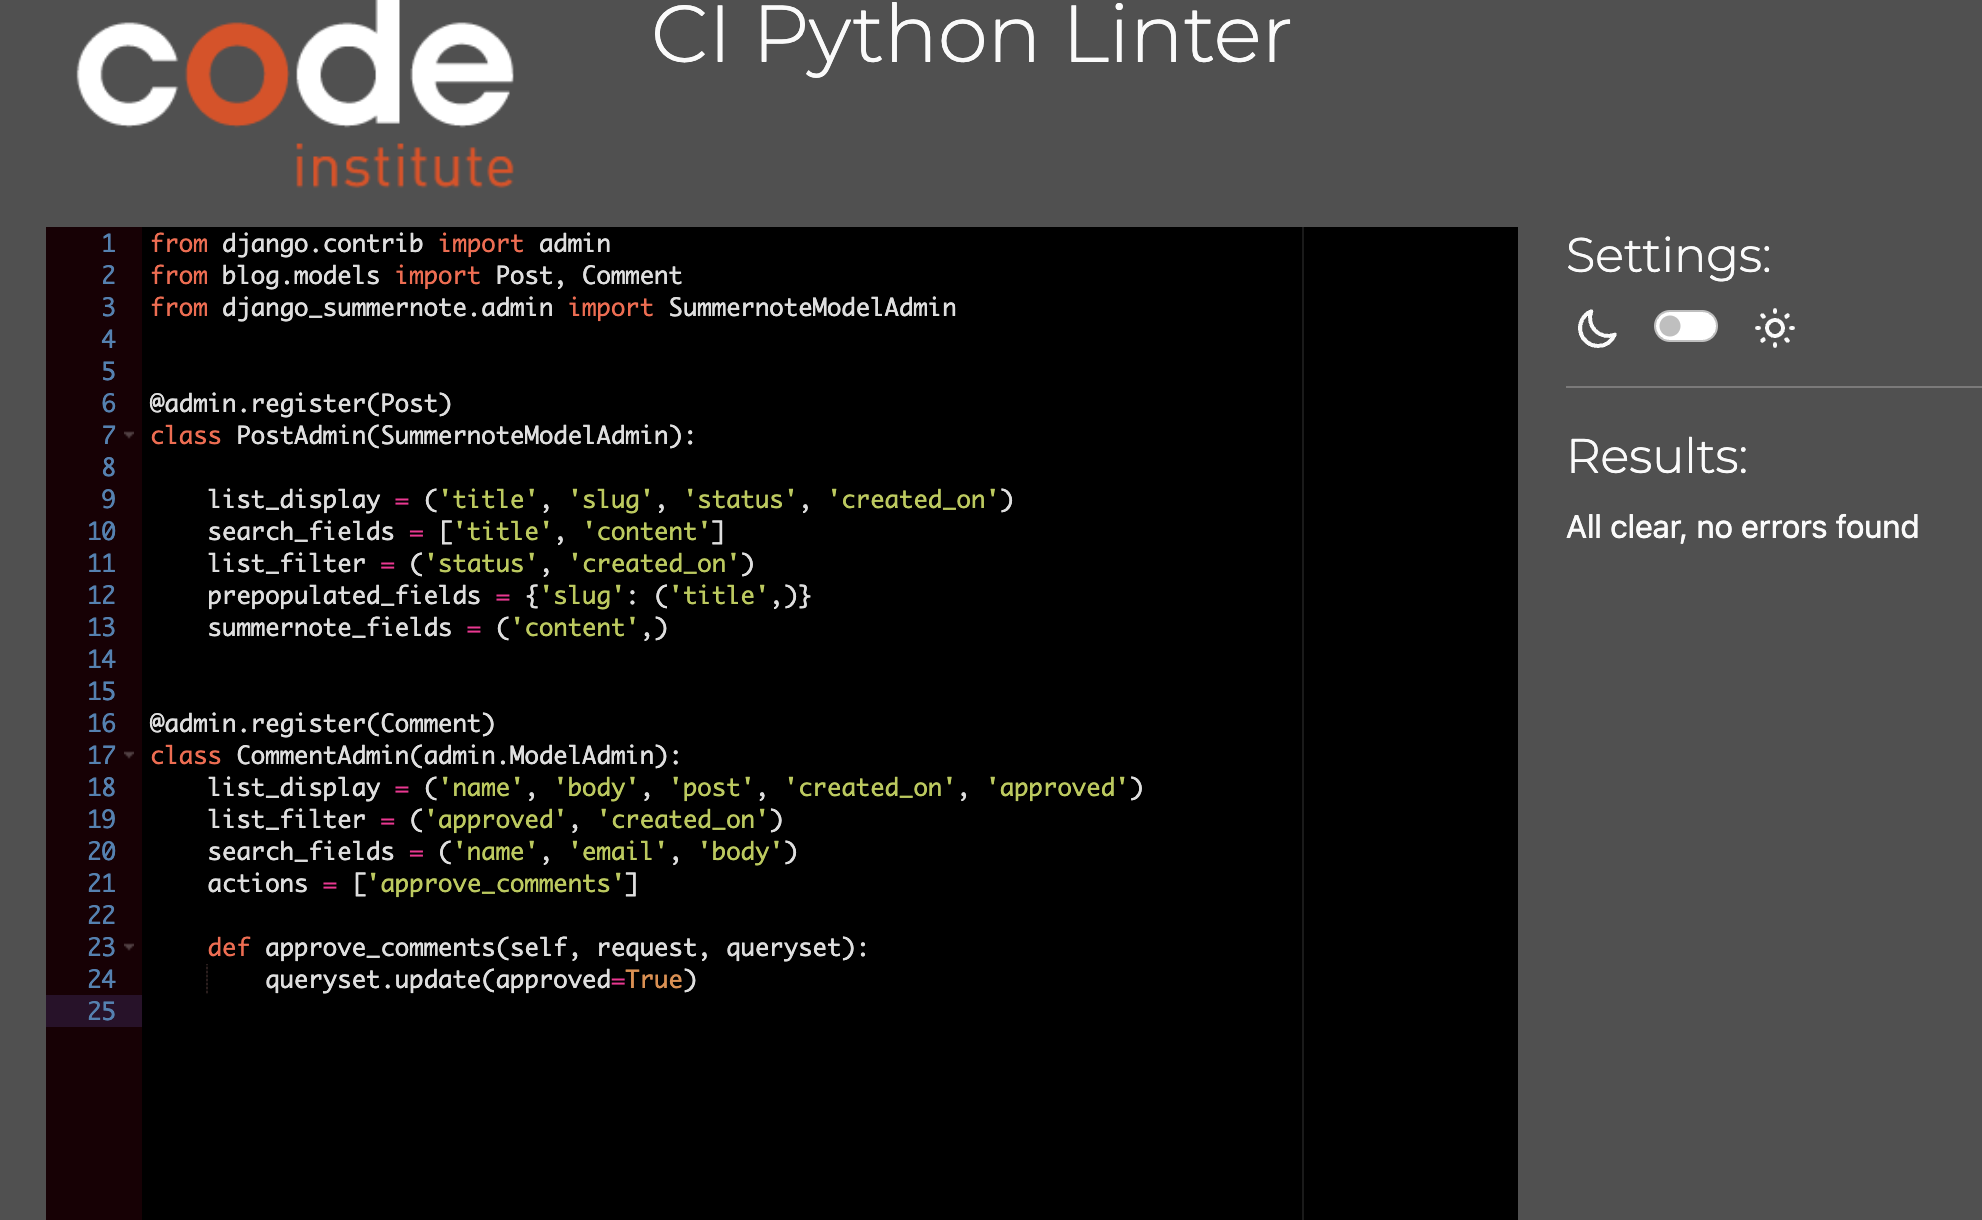 code
institute
CI Python Linter
1 from django.contrib import admin
2 from blog.models import Post, Comment
3 from django_summernote.admin import SummernoteModelAdmin
4
5
6 @admin.register(Post)
7 class PostAdmin(SummernoteModelAdmin):
8
9     list_display = ('title', 'slug', 'status', 'created_on')
10     search_fields = ['title', 'content']
11     list_filter = ('status', 'created_on')
12     prepopulated_fields = {'slug': ('title',)}
13     summernote_fields = ('content',)
14
15
16 @admin.register(Comment)
17 class CommentAdmin(admin.ModelAdmin):
18     list_display = ('name', 'body', 'post', 'created_on', 'approved')
19     list_filter = ('approved', 'created_on')
20     search_fields = ('name', 'email', 'body')
21     actions = ['approve_comments']
22
23     def approve_comments(self, request, queryset):
24         queryset.update(approved=True)
25
Settings:
Results:
All clear, no errors found